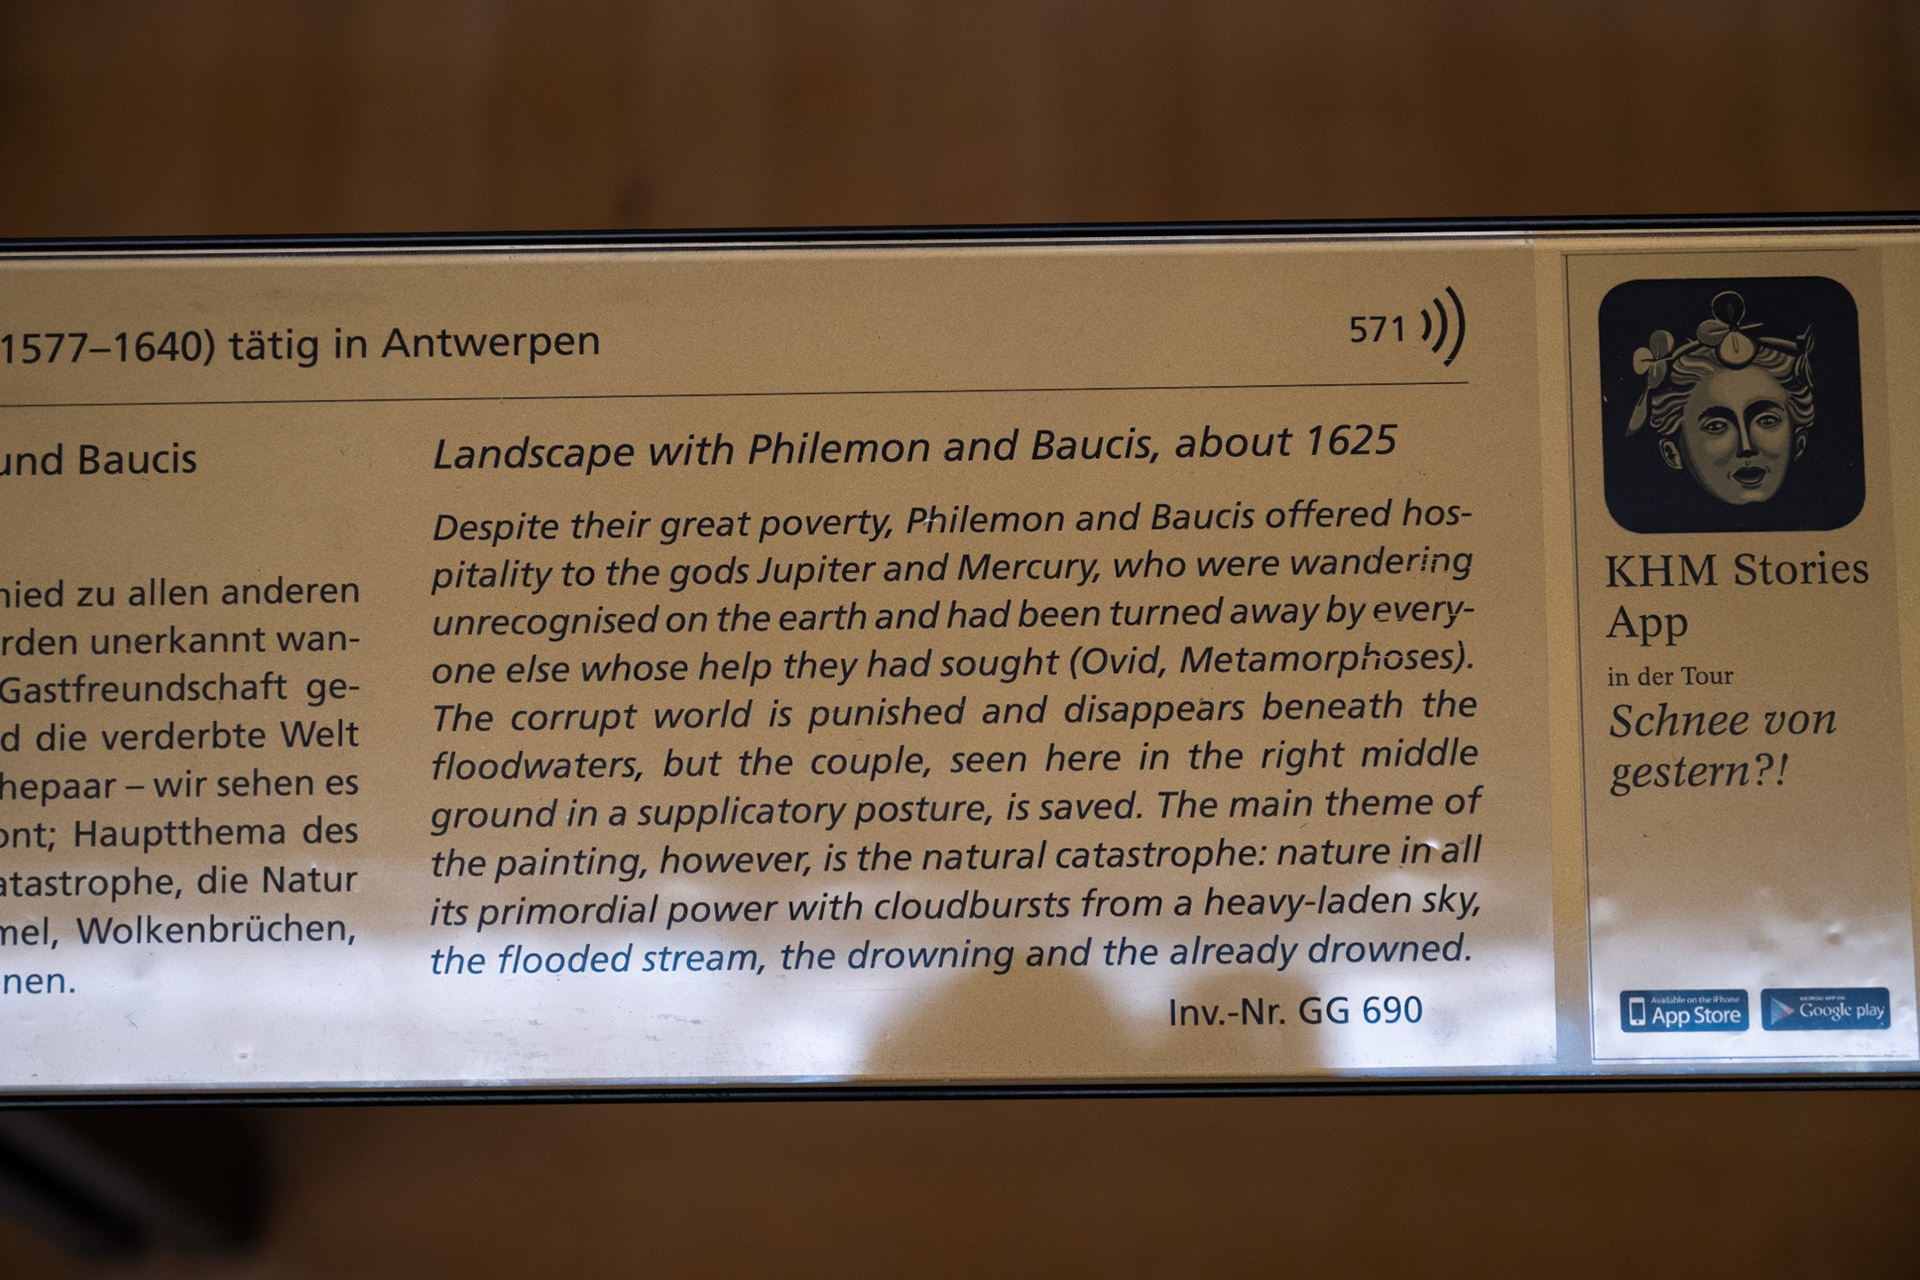 1577–1640) tätig in Antwerpen
571
und Baucis
anderen
zu allen anderen
unerkannt wan-
Gastfreundschaft ge-
die verderbte Welt
– wir sehen es
Hauptthema des
die Natur
Wolkenbrüchen,
Landscape with Philemon and Baucis, about 1625
Despite their great poverty, Philemon and Baucis offered hos-
pitality to the gods Jupiter and Mercury, who were wandering
unrecognised on the earth and had been turned away by every-
one else whose help they had sought (Ovid, Metamorphoses).
The corrupt world is punished and disappears beneath the
floodwaters, but the couple, seen here in the right middle
ground in a supplicatory posture, is saved. The main theme of
the painting, however, is the natural catastrophe: nature in all
its primordial power with cloudbursts from a heavy-laden sky,
the flooded stream, the drowning and the already drowned.
Inv.-Nr. GG 690
KHM Stories
App
in der Tour
Schnee von
gestern?!
Available on the iPhone
App Store
Google play